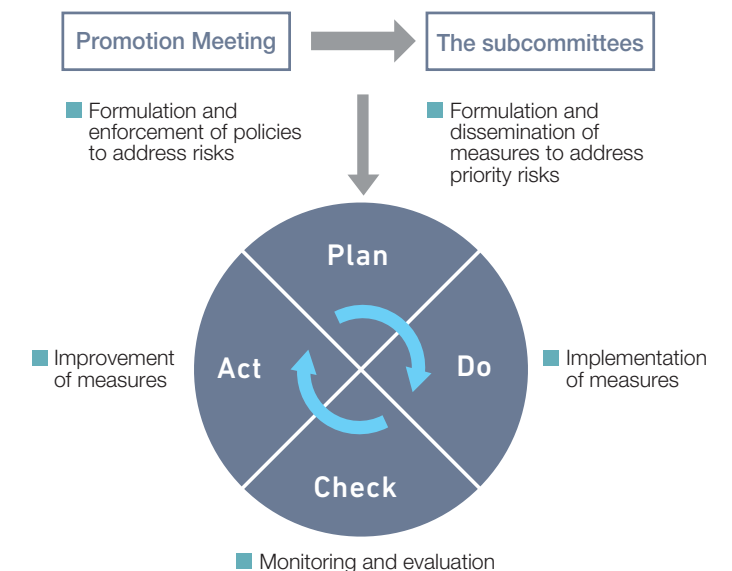 Promotion Meeting
The subcommittees
Formulation and
enforcement of policies
to address risks
Formulation and
dissemination of
measures to address
priority risks
Plan
Act
Do
Check
Improvement
of measures
Implementation
of measures
Monitoring and evaluation